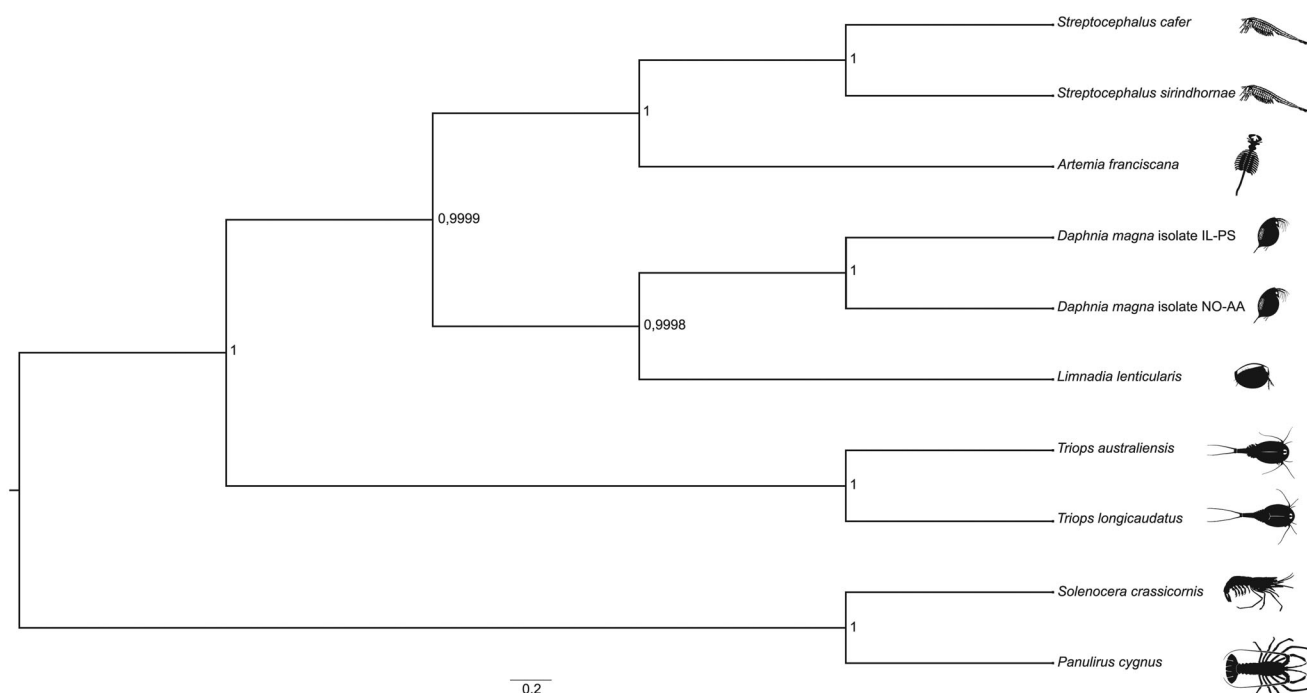 Streptocephalus cafer
1
Streptocephalus sirindhornae
1
Artemia franciscana
0,9999
Daphnia magna isolate IL-PS
1
Daphnia magna isolate NO-AA
0,9998
1
Limnadia lenticularis
Triops australiensis
1
Triops longicaudatus
Solenocera crassicornis
1
Panulirus cygnus
0.2